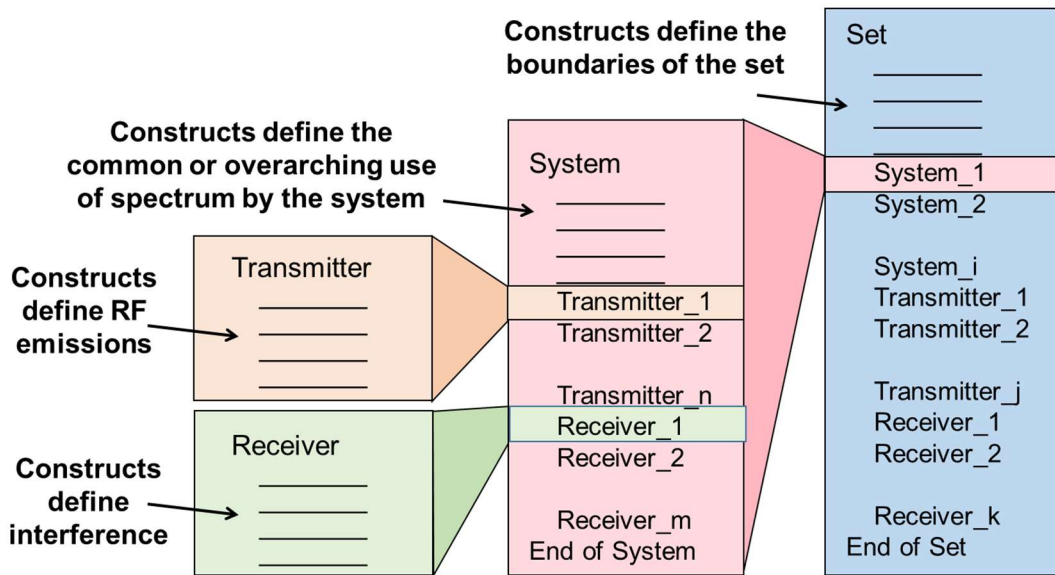 Constructs define the
boundaries of the set
Constructs define the
common or overarching use
of spectrum by the system
Constructs
define RF
emissions
Constructs
define
interference
Transmitter
Receiver
System
Transmitter_1
Transmitter_2
Transmitter_n
Receiver_1
Receiver_2
Receiver_m
End of System
Set
System_1
System_2
System_i
Transmitter_1
Transmitter_2
Transmitter_j
Receiver_1
Receiver_2
Receiver_k
End of Set